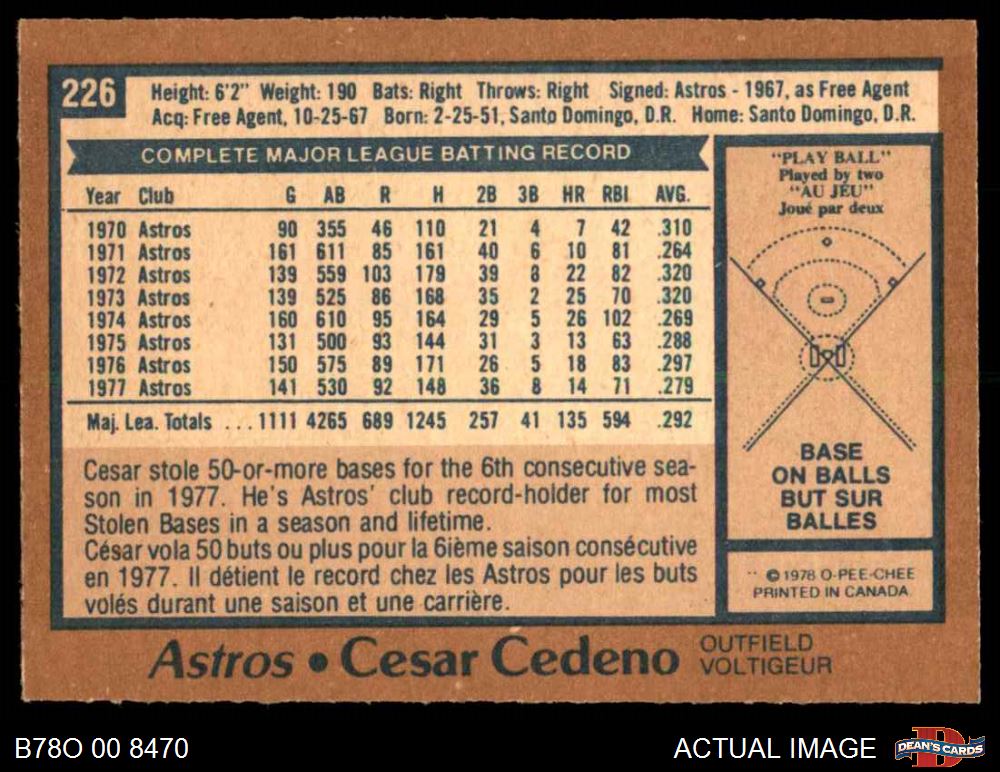 226
Height: 6'2" Weight: 190 Bats: Right Throws: Right Signed: Astros - 1967, as Free Agent
Acq: Free Agent, 10-25-67 Born: 2-25-51, Santo Domingo, D.R. Home: Santo Domingo, D.R.
COMPLETE MAJOR LEAGUE BATTING RECORD
Year Club G AB R H 2B 3B HR RBI AVG.
1970 Astros 90 355 46 110 21 4 7 42 .310
1971 Astros 161 611 85 161 40 6 10 81 .264
1972 Astros 139 559 103 179 39 8 22 82 .320
1973 Astros 139 525 86 168 35 2 25 70 .320
1974 Astros 160 610 95 164 29 5 26 102 .269
1975 Astros 131 500 93 144 31 3 13 63 .288
1976 Astros 150 575 89 171 26 5 18 83 .297
1977 Astros 141 530 92 148 36 8 14 71 .279
Maj. Lea. Totals ... 1111 4265 689 1245 257 41 135 594 .292
Cesar stole 50-or-more bases for the 6th consecutive sea-
son in 1977. He's Astros' club record-holder for most
Stolen Bases in a season and lifetime.
César vola 50 buts ou plus pour la 6ième saison consécutive
en 1977. Il détient le record chez les Astros pour les buts
volés durant une saison et une carrière.
"PLAY BALL"
Played by two
"AU JEU"
Joué par deux
BASE
ON BALLS
BUT SUR
BALLES
© 1978 O-PEE-CHEE
PRINTED IN CANADA
Astros • Cesar Cedeno
OUTFIELD
VOLTIGEUR
B78O 00 8470
ACTUAL IMAGE
D
DEAN'S CARDS